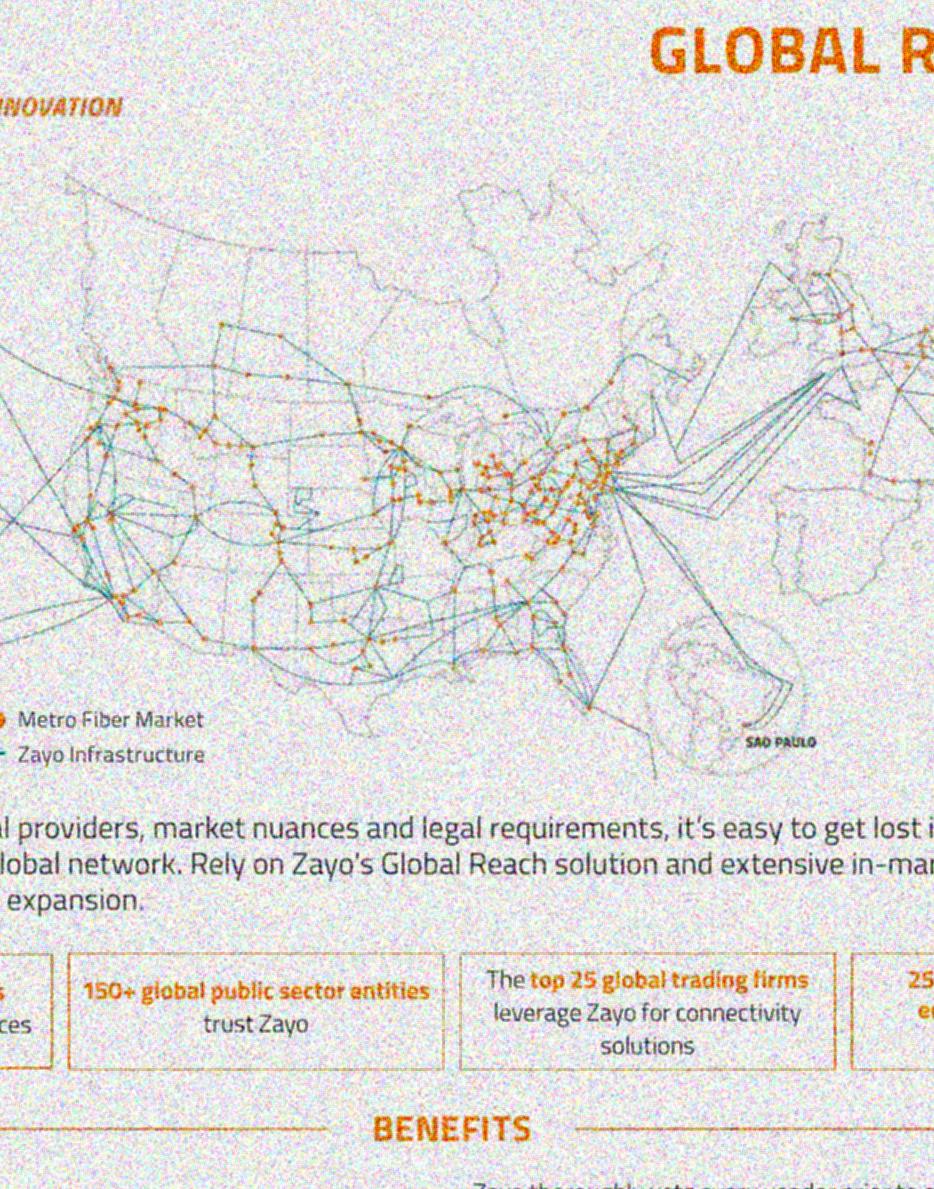 GLOBAL R
NNOVATION
Metro Fiber Market
Zayo Infrastructure
SAO PAULO
al providers, market nuances and legal requirements, it's easy to get lost i
lobal network. Rely on Zayo's Global Reach solution and extensive in-mar
expansion.
s
ces
150+ global public sector entities
trust Zayo
The top 25 global trading firms
leverage Zayo for connectivity
solutions
25
e
BENEFITS